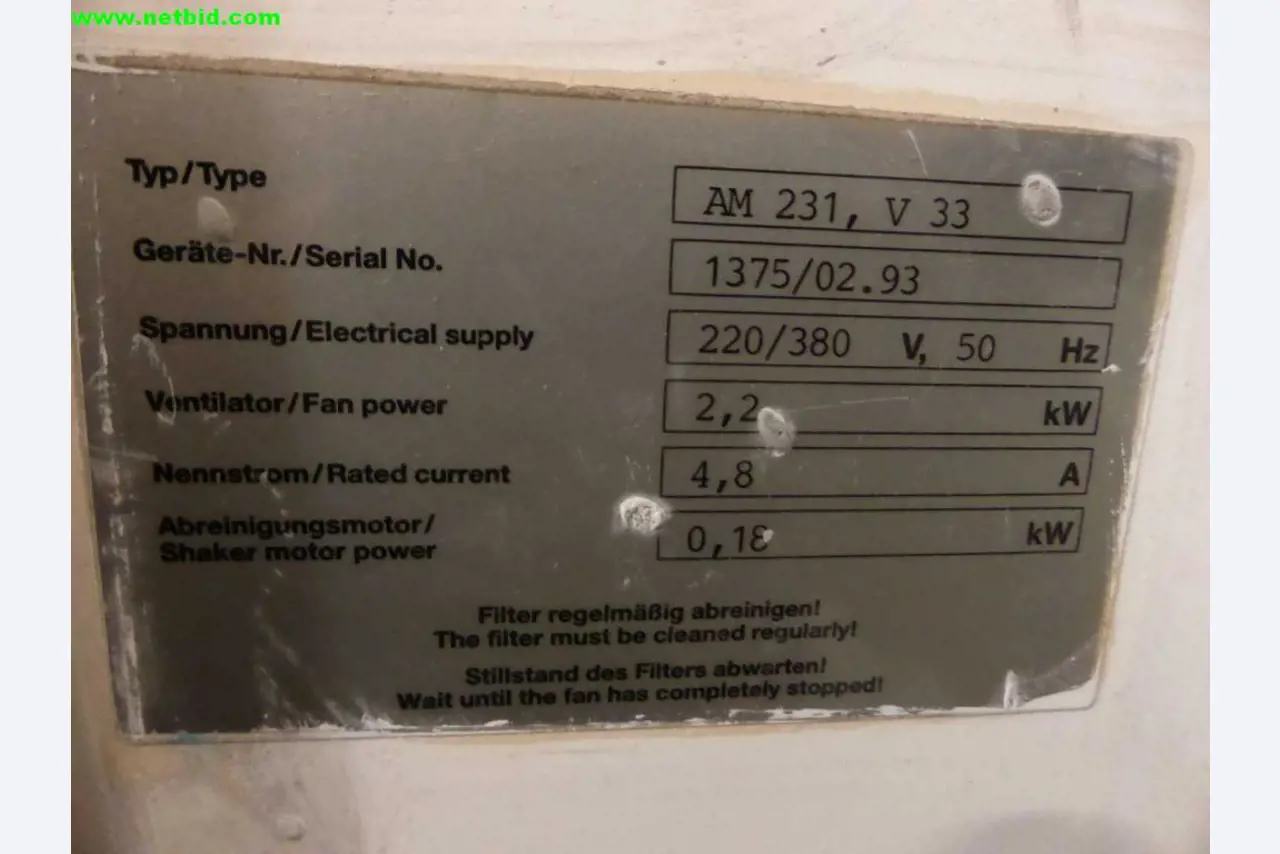 www.netbid.com
Typ/Type AM 231, V 33
Geräte-Nr./Serial No. 1375/02.93
Spannung/Electrical supply 220/380 V, 50 Hz
Ventilator/Fan power 2,2 kW
Nennstrom/Rated current 4,8 A
Abreinigungsmotor/
Shaker motor power 0,18 kW
Filter regelmäßig abreinigen!
The filter must be cleaned regularly!
Stillstand des Filters abwarten!
Wait until the fan has completely stopped!